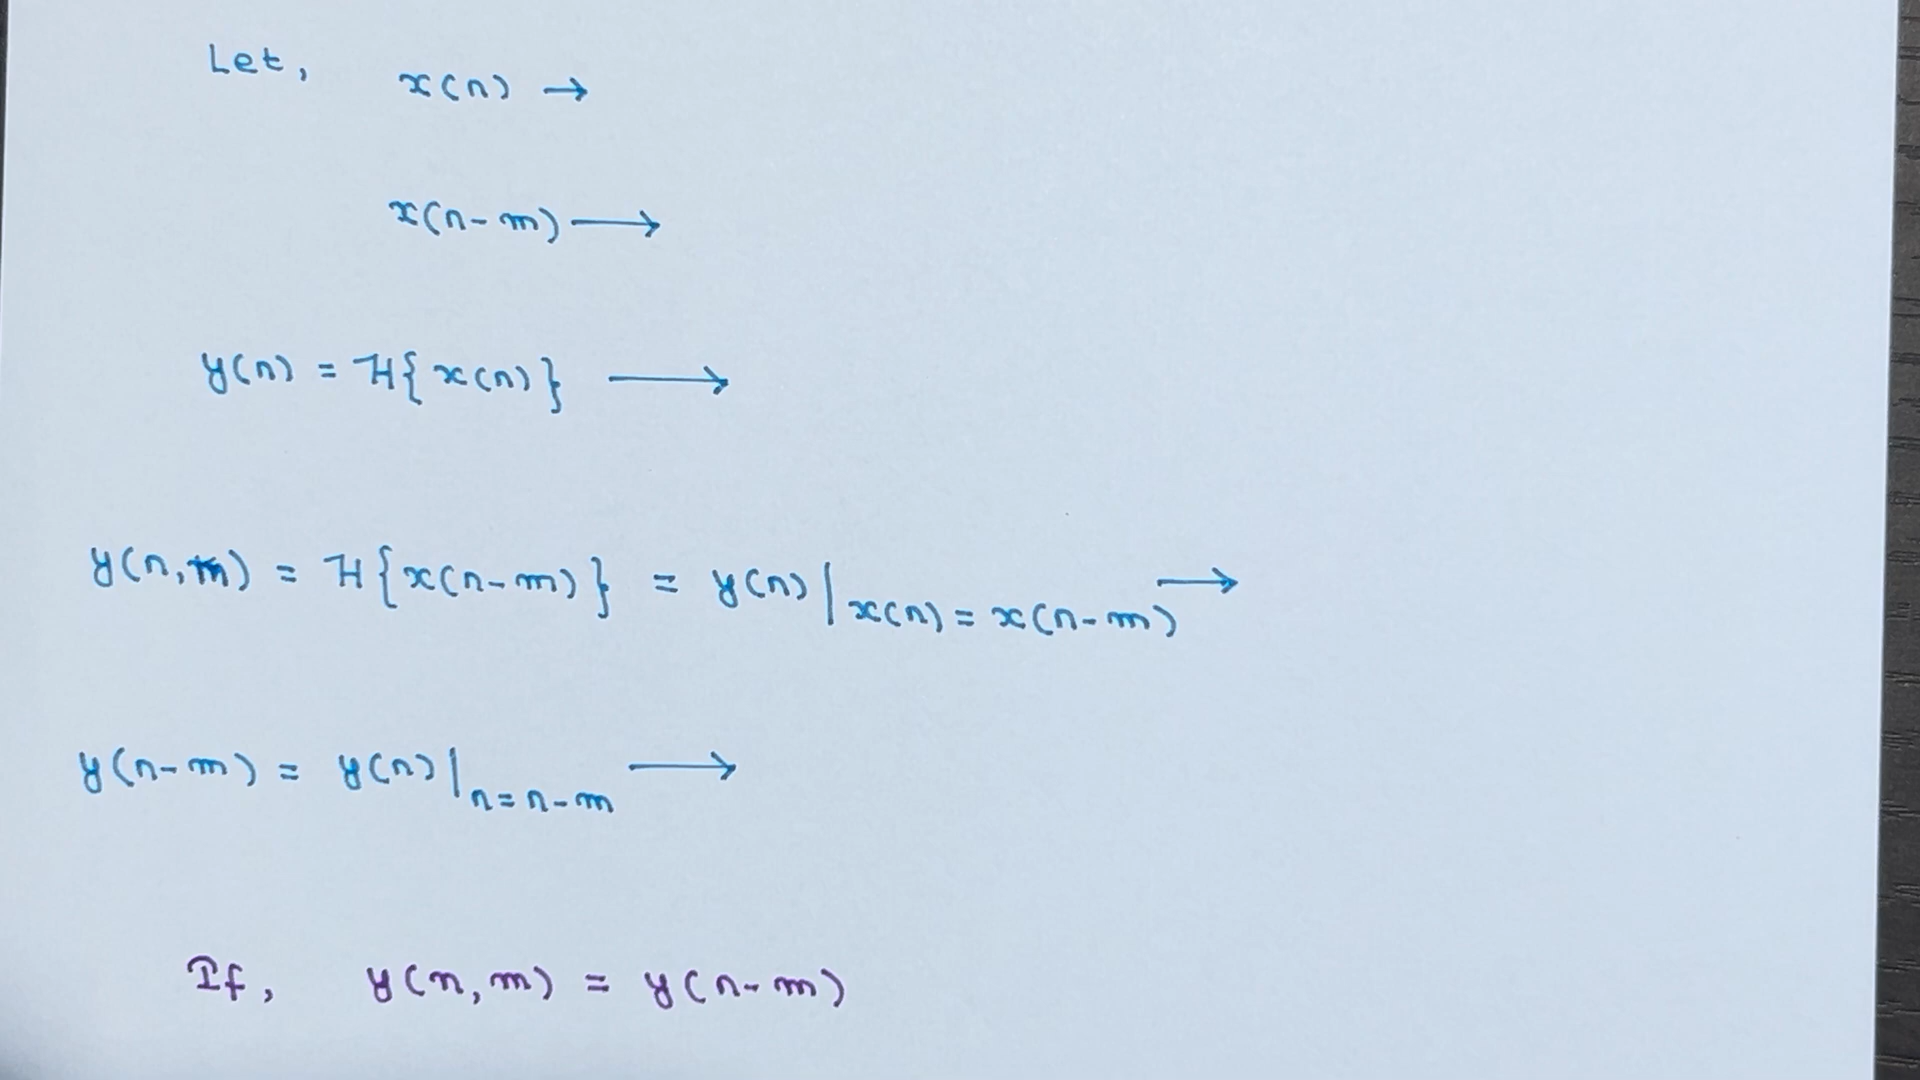 Let, x(n) →
x(n-m) →
y(n) = H{x(n)} →
y(n,m) = H{x(n-m)} = y(n)|x(n)=x(n-m) →
y(n-m) = y(n)|n=n-m →
If, y(n,m) = y(n-m)